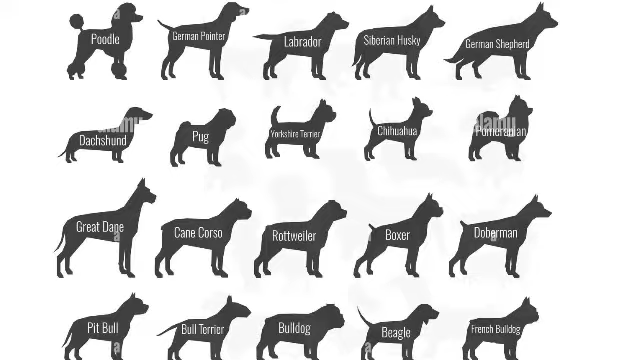 Poodle
German Pointer
Labrador
Siberian Husky
German Shepherd
Dachshund
Pug
Yorkshire Terrier
Chihuahua
Pomeranian
Great Dane
Cane Corso
Rottweiler
Boxer
Doberman
Pit Bull
Bull Terrier
Bulldog
Beagle
French Bulldog